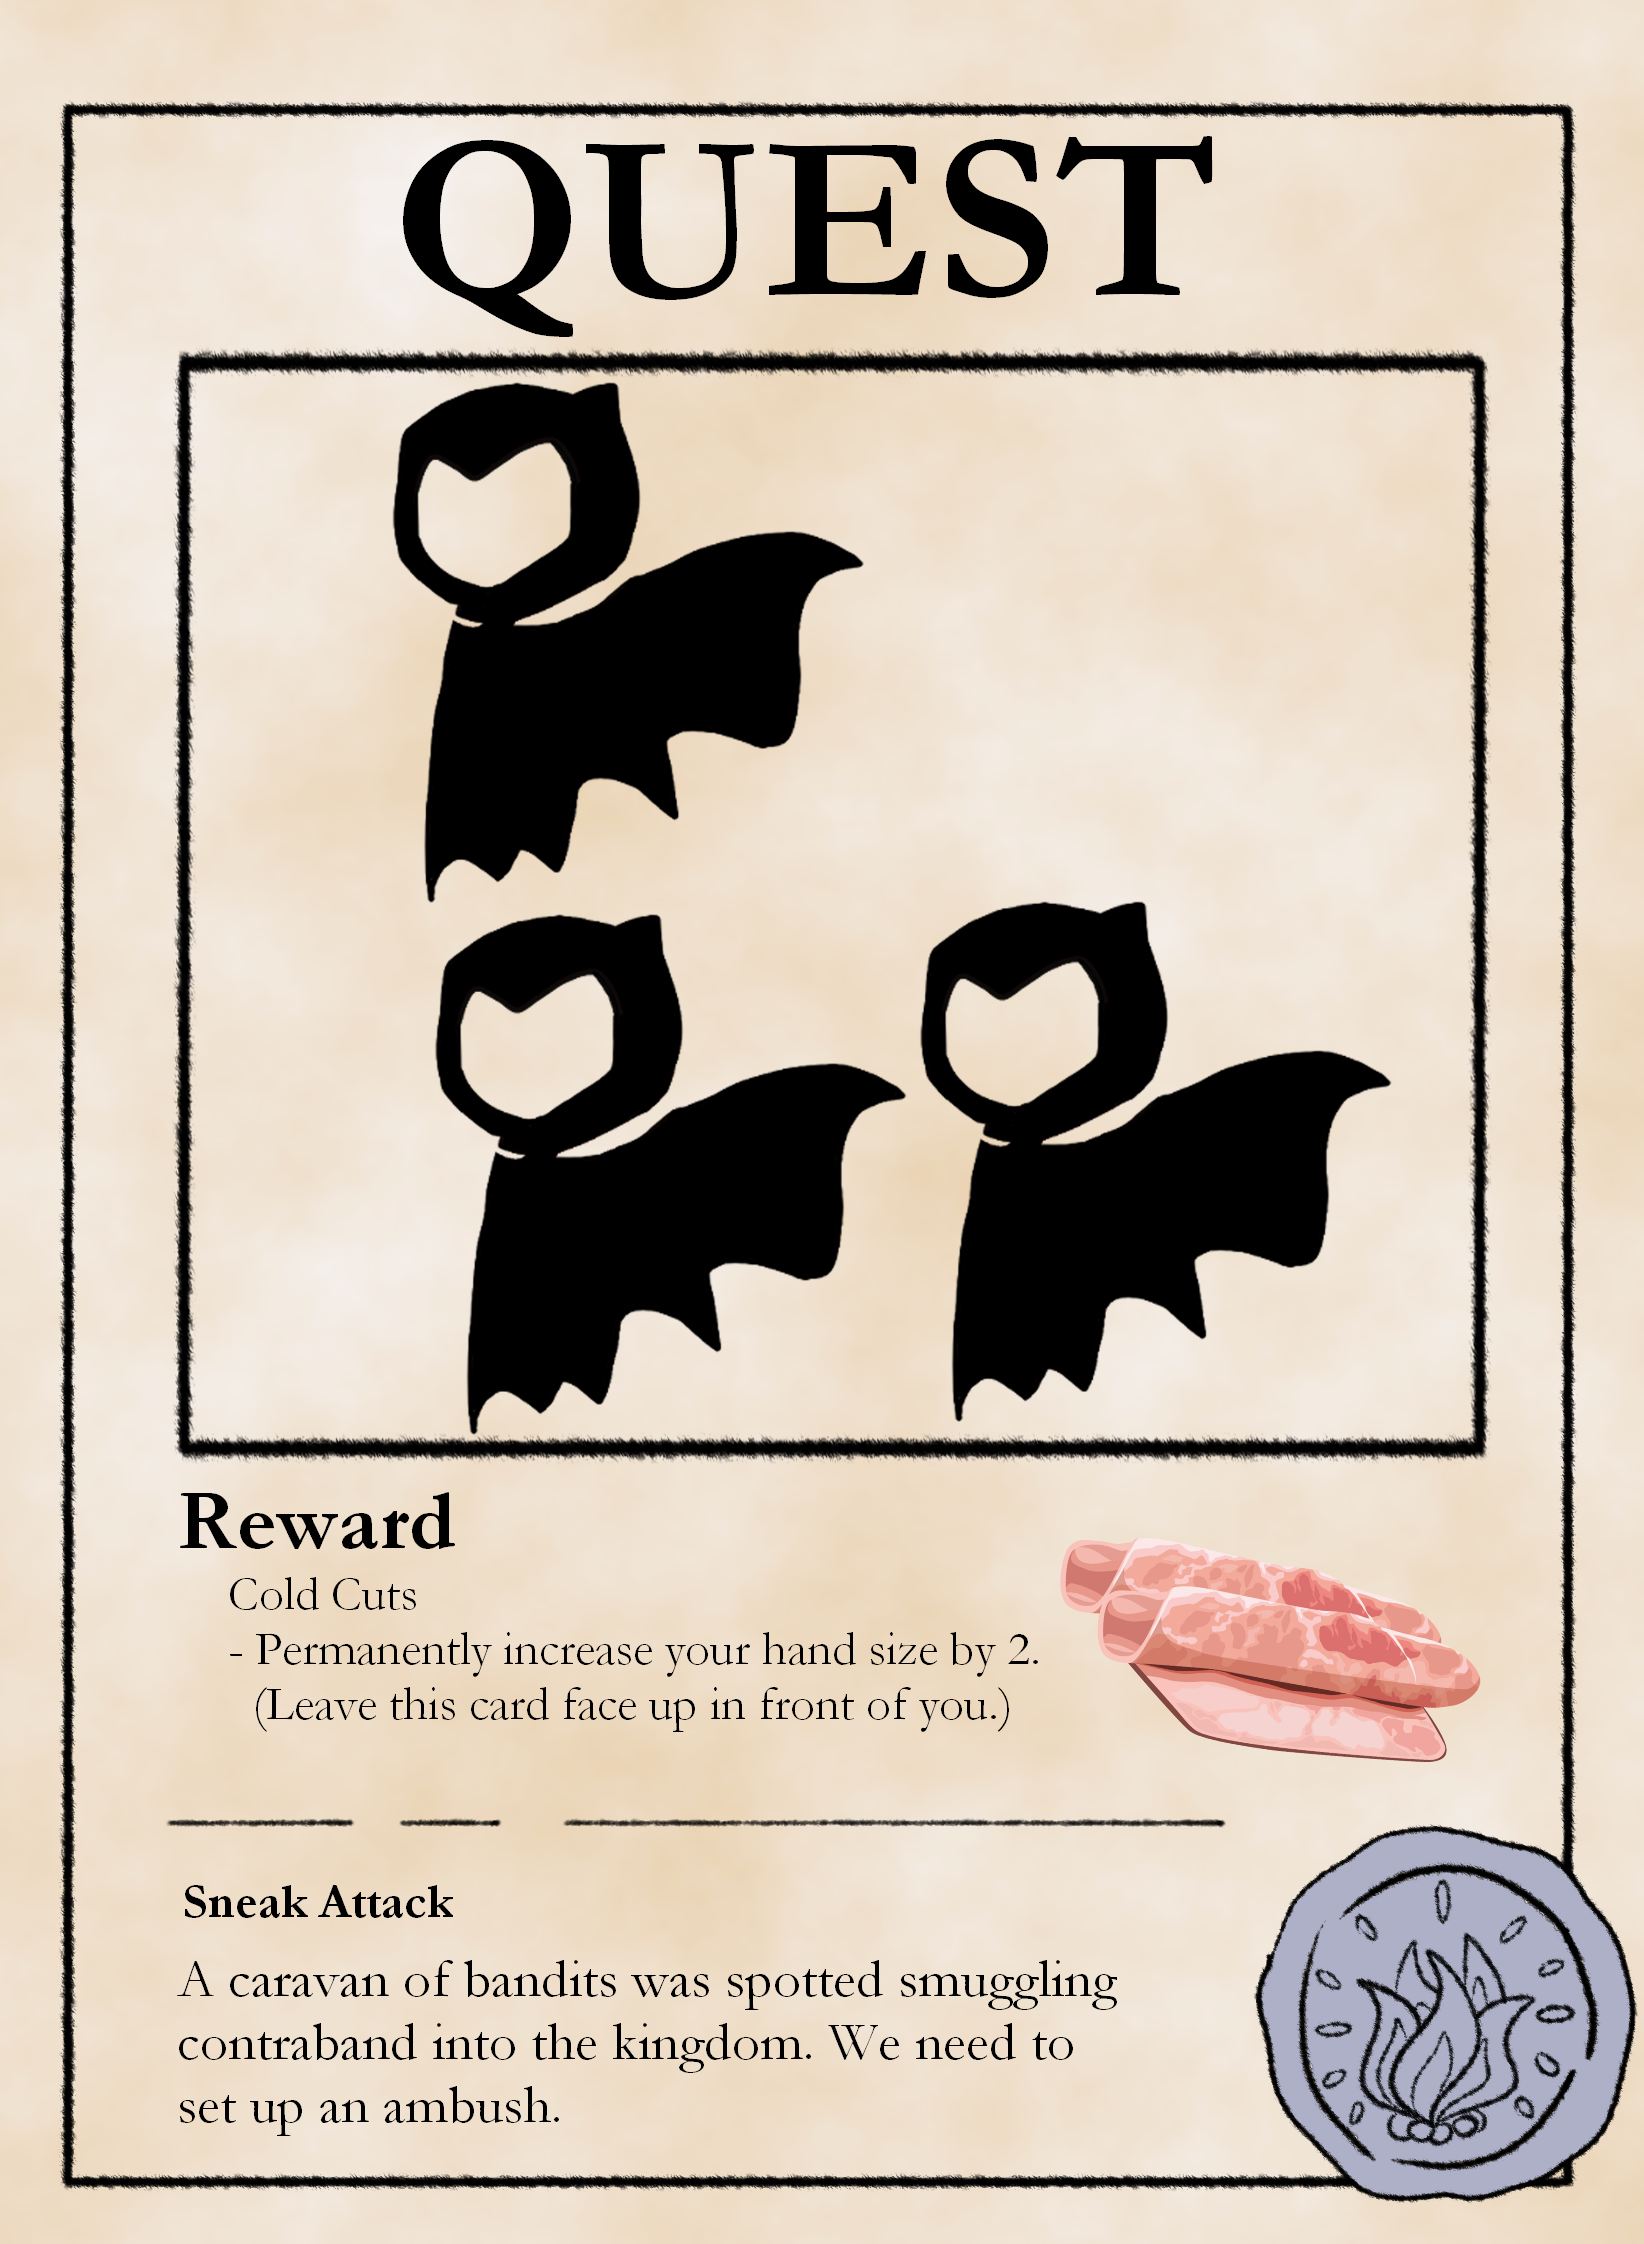 QUEST
Reward
Cold Cuts
- Permanently increase your hand size by 2.
(Leave this card face up in front of you.)
Sneak Attack
A caravan of bandits was spotted smuggling
contraband into the kingdom. We need to
set up an ambush.